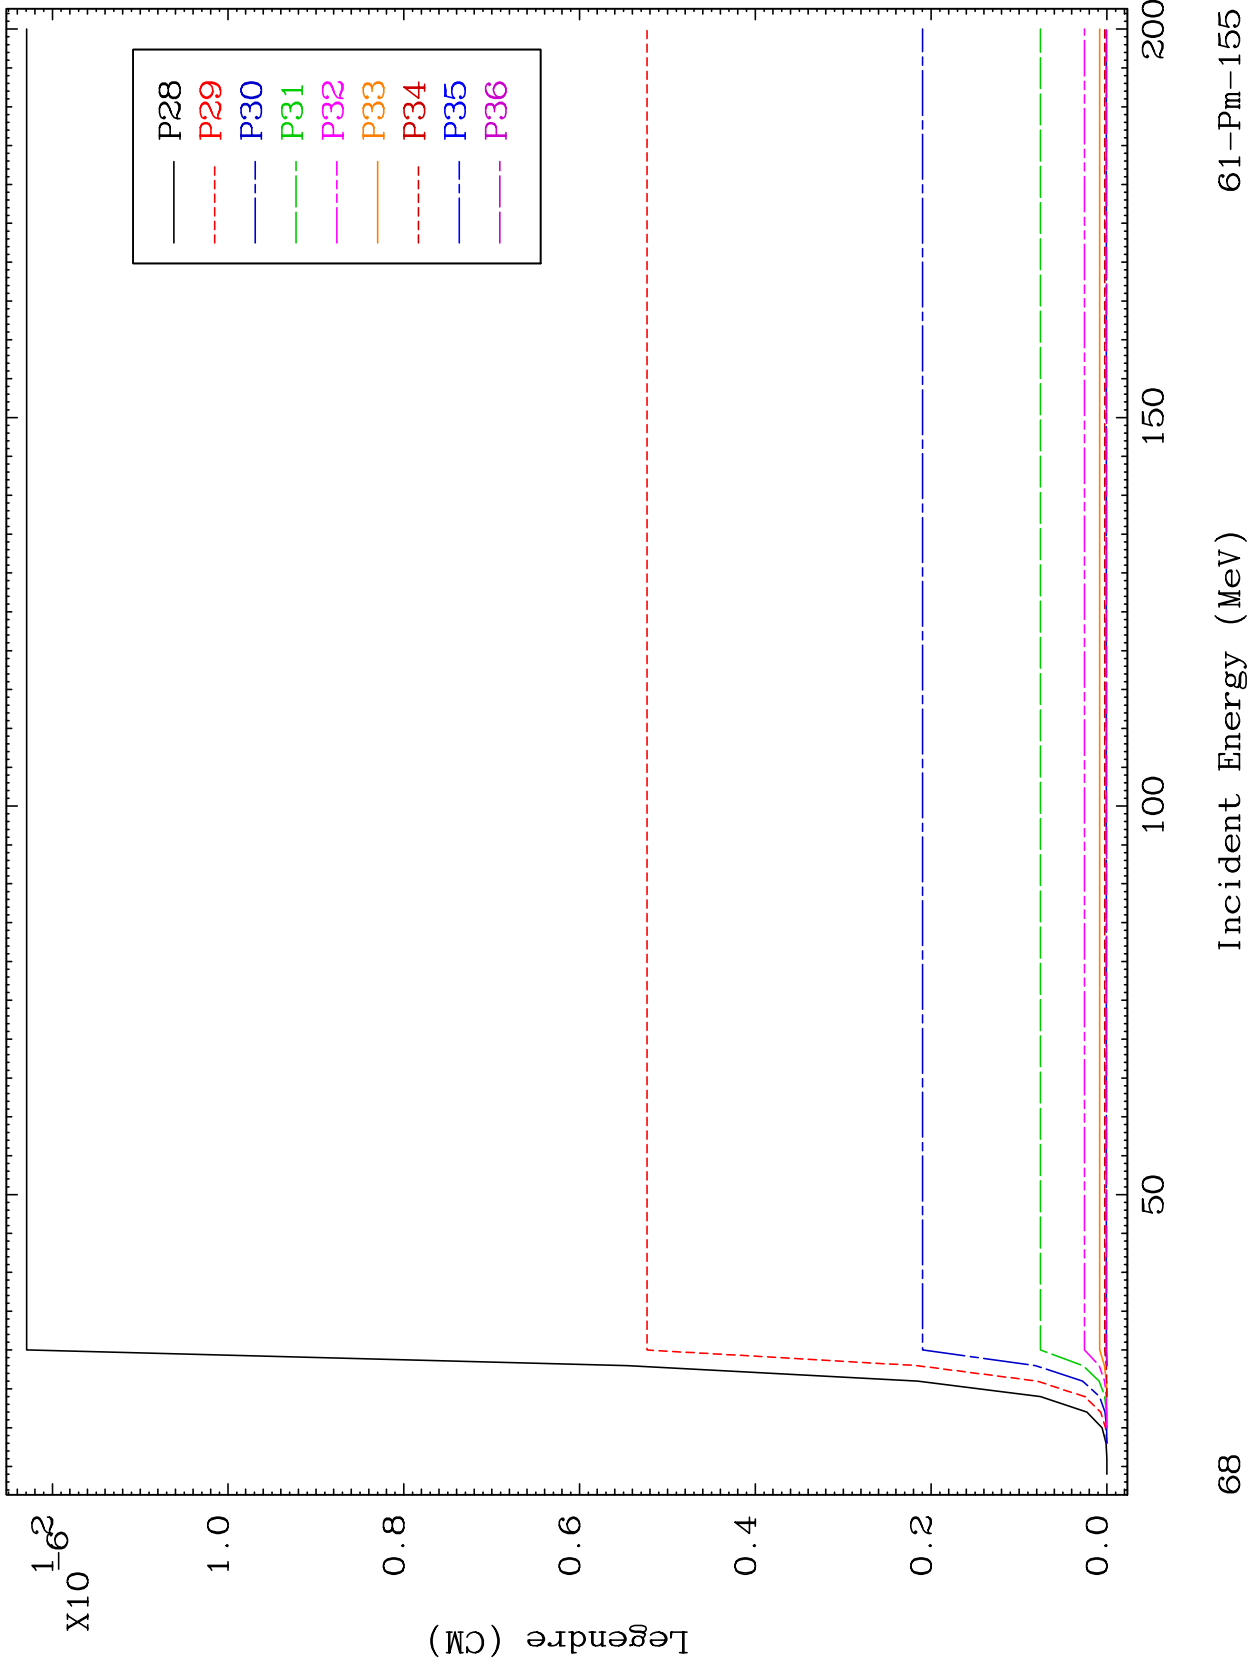 P28
P29
P30
P31
P32
P33
P34
P35
P36
X10
-6
1.2
1.0
0.8
0.6
0.4
0.2
0.0
Legendre (CM)
50
100
150
200
Incident Energy (MeV)
68
61-Pm-155